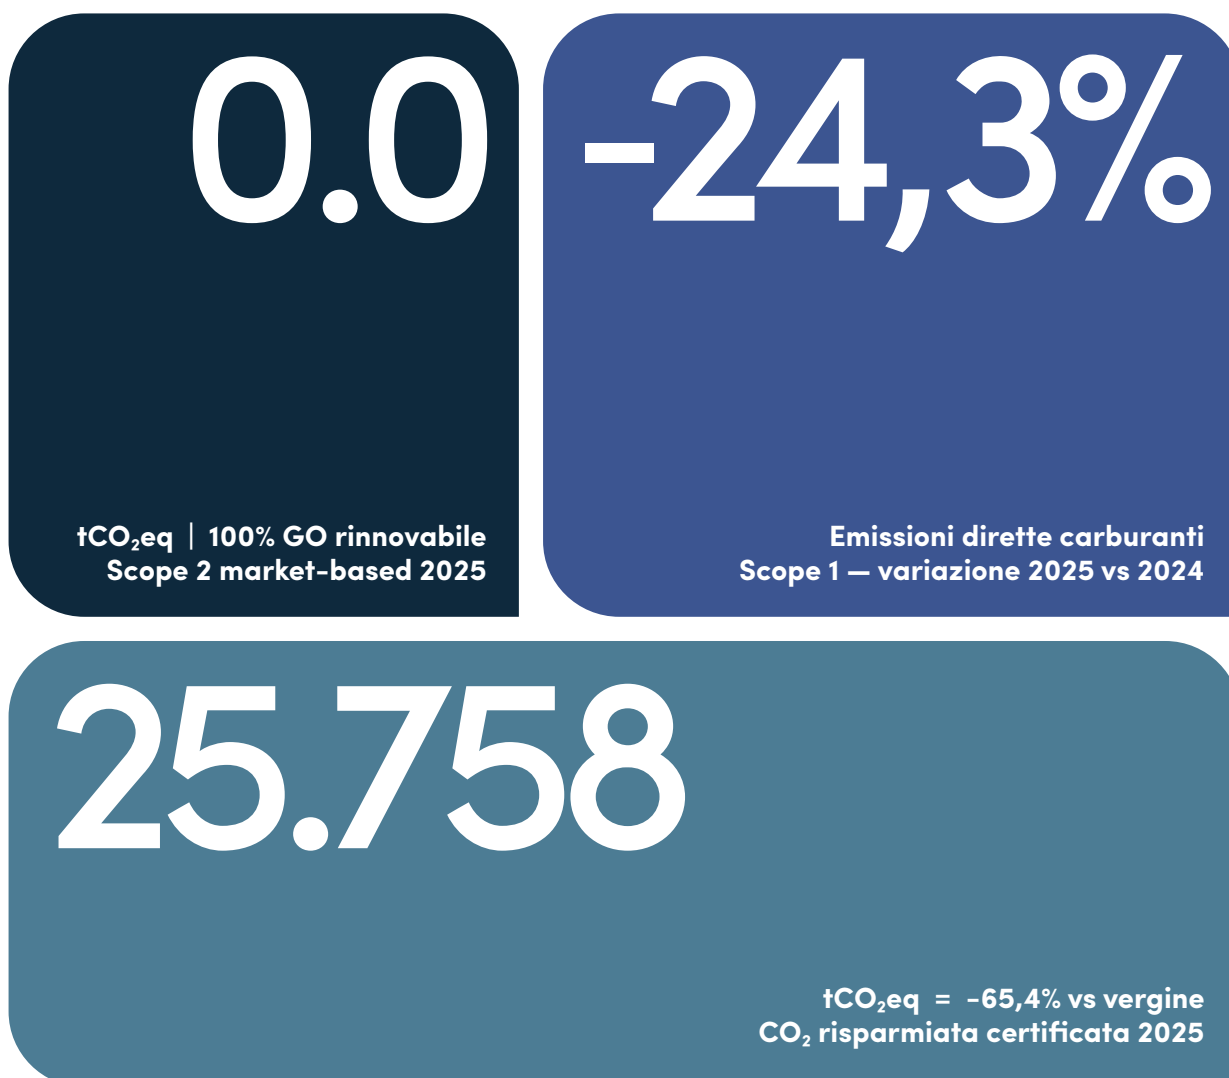 0.0
tCO₂eq | 100% GO rinnovabile
Scope 2 market-based 2025
-24,3%
Emissioni dirette carburanti
Scope 1 — variazione 2025 vs 2024
25.758
tCO₂eq = -65,4% vs vergine
CO₂ risparmiata certificata 2025